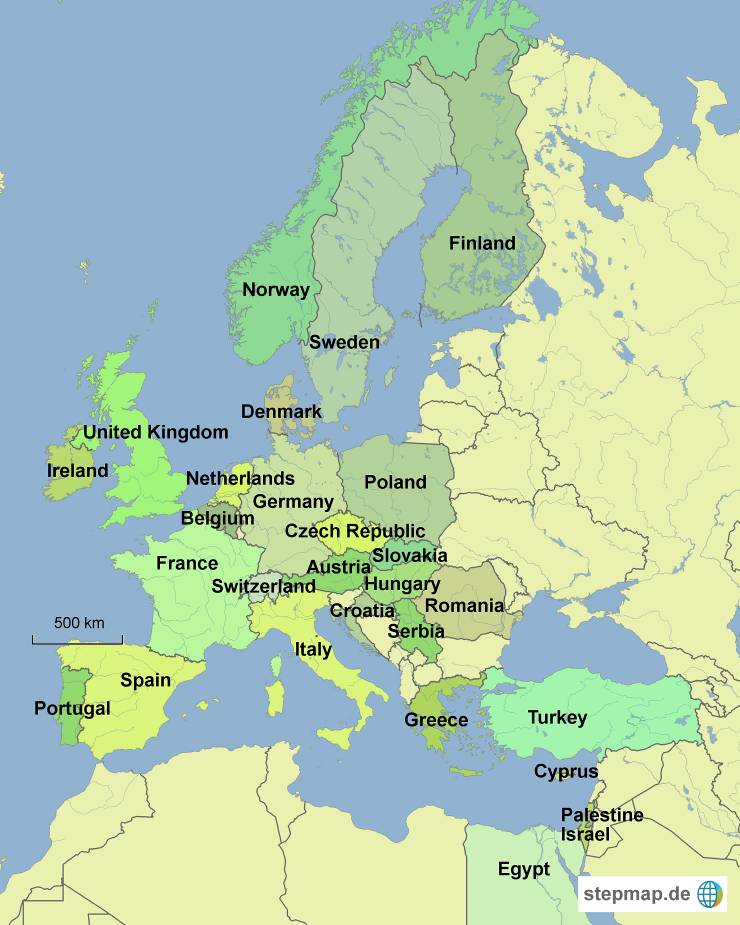 Finland
Norway
Sweden
Denmark
United Kingdom
Ireland
Netherlands
Poland
Germany
Belgium
Czech Republic
Slovakia
France
Austria
Switzerland
Hungary
Romania
Croatia
500 km
Serbia
Italy
Spain
Portugal
Greece
Turkey
Cyprus
Palestine
Israel
Egypt
stepmap.de